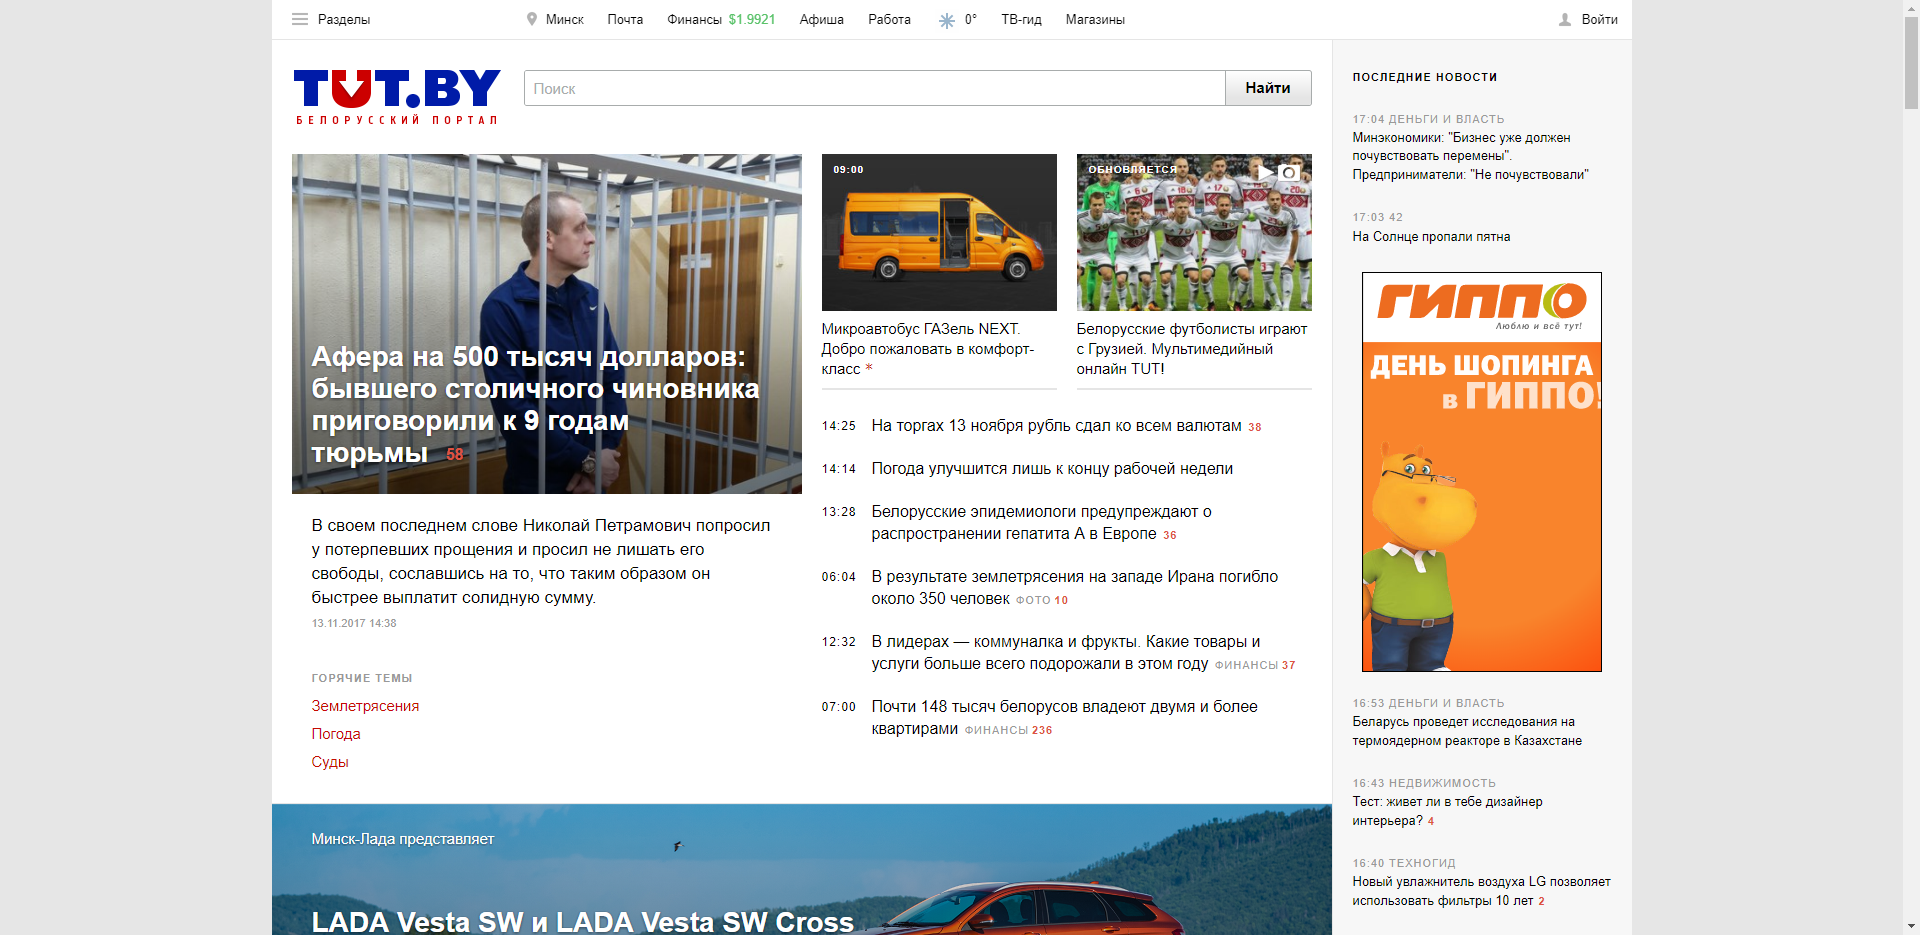 Разделы
Минск
Почта
Финансы $1.9921
Афиша
Работа
0°
ТВ-гид
Магазины
Войти
TUT.BY
БЕЛОРУССКИЙ ПОРТАЛ
Поиск
Найти
Афера на 500 тысяч долларов:
бывшего столичного чиновника
приговорили к 9 годам
тюрьмы 58
В своем последнем слове Николай Петрамович попросил
у потерпевших прощения и просил не лишать его
свободы, сославшись на то, что таким образом он
быстрее выплатит солидную сумму.
13.11.2017 14:38
ГОРЯЧИЕ ТЕМЫ
Землетрясения
Погода
Суды
09:00
Микроавтобус ГАЗель NEXT.
Добро пожаловать в комфорт-
класс *
ОБНОВЛЯЕТСЯ
Белорусские футболисты играют
с Грузией. Мультимедийный
онлайн TUT!
14:25 На торгах 13 ноября рубль сдал ко всем валютам 38
14:14 Погода улучшится лишь к концу рабочей недели
13:28 Белорусские эпидемиологи предупреждают о
распространении гепатита А в Европе 36
06:04 В результате землетрясения на западе Ирана погибло
около 350 человек ФОТО 10
12:32 В лидерах — коммуналка и фрукты. Какие товары и
услуги больше всего подорожали в этом году ФИНАНСЫ 37
07:00 Почти 148 тысяч белорусов владеют двумя и более
квартирами ФИНАНСЫ 236
Минск-Лада представляет
LADA Vesta SW и LADA Vesta SW Cross
ПОСЛЕДНИЕ НОВОСТИ
17:04 ДЕНЬГИ И ВЛАСТЬ
Минэкономики: "Бизнес уже должен
почувствовать перемены".
Предприниматели: "Не почувствовали"
17:03 42
На Солнце пропали пятна
ГИППО
Люблю и всё тут!
ДЕНЬ ШОПИНГА
в ГИППО!
16:53 ДЕНЬГИ И ВЛАСТЬ
Беларусь проведет исследования на
термоядерном реакторе в Казахстане
16:43 НЕДВИЖИМОСТЬ
Тест: живет ли в тебе дизайнер
интерьера? 4
16:40 ТЕХНОГИД
Новый увлажнитель воздуха LG позволяет
использовать фильтры 10 лет 2